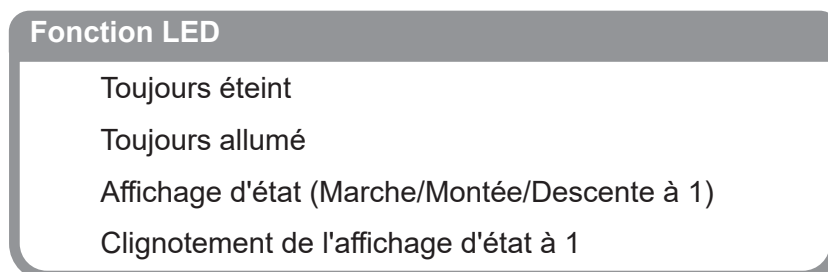 Fonction LED
Toujours éteint
Toujours allumé
Affichage d'état (Marche/Montée/Descente à 1)
Clignotement de l'affichage d'état à 1